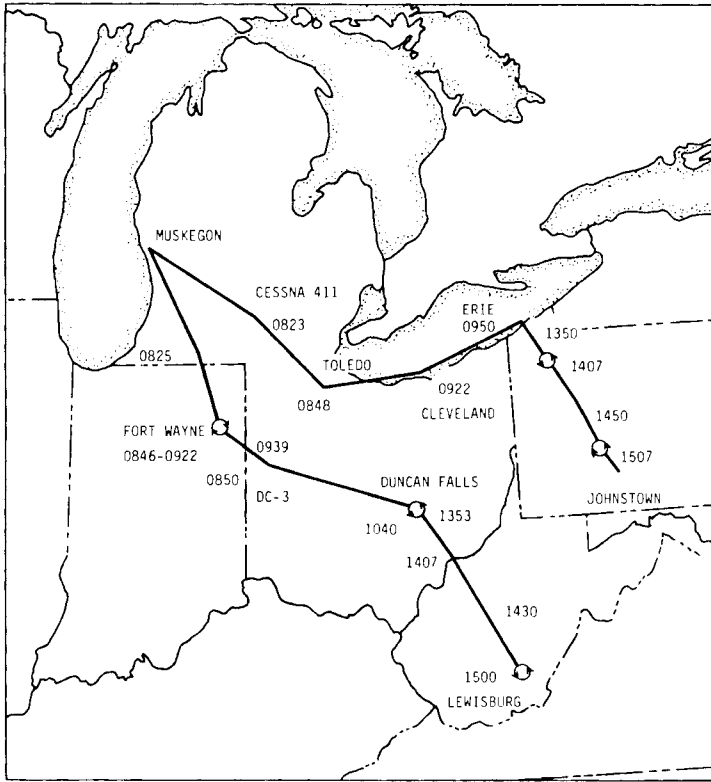 MUSKEGON
CESSNA 411
0823
ERIE
0950
1350
0825
TOLEDO
1407
0848
0922
CLEVELAND
1450
FORT WAYNE
0846-0922
0939
0850
1507
DC-3
DUNCAN FALLS
JOHNSTOWN
1040
1353
1407
1430
1500
LEWISBURG